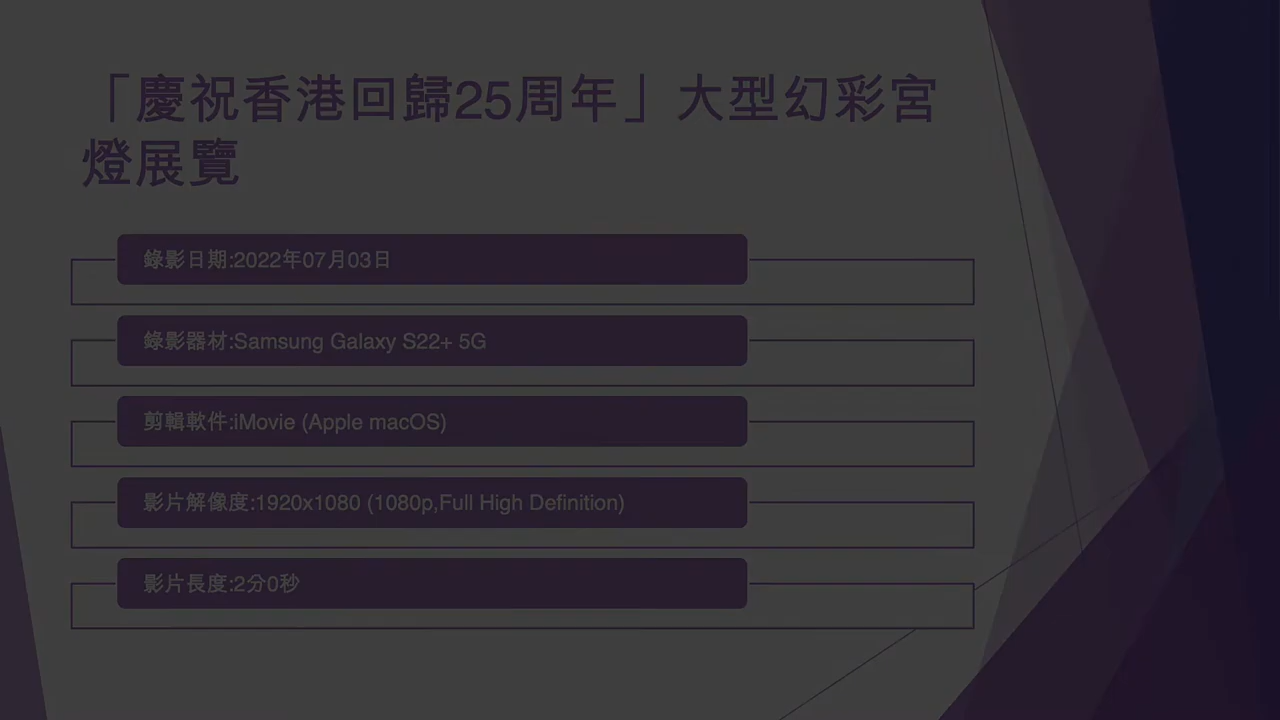 「慶祝香港回歸25周年」大型幻彩宮
燈展覽
錄影日期:2022年07月03日
錄影器材:Samsung Galaxy S22+ 5G
剪輯軟件:iMovie (Apple macOS)
影片解像度:1920x1080 (1080p,Full High Definition)
影片長度:2分0秒